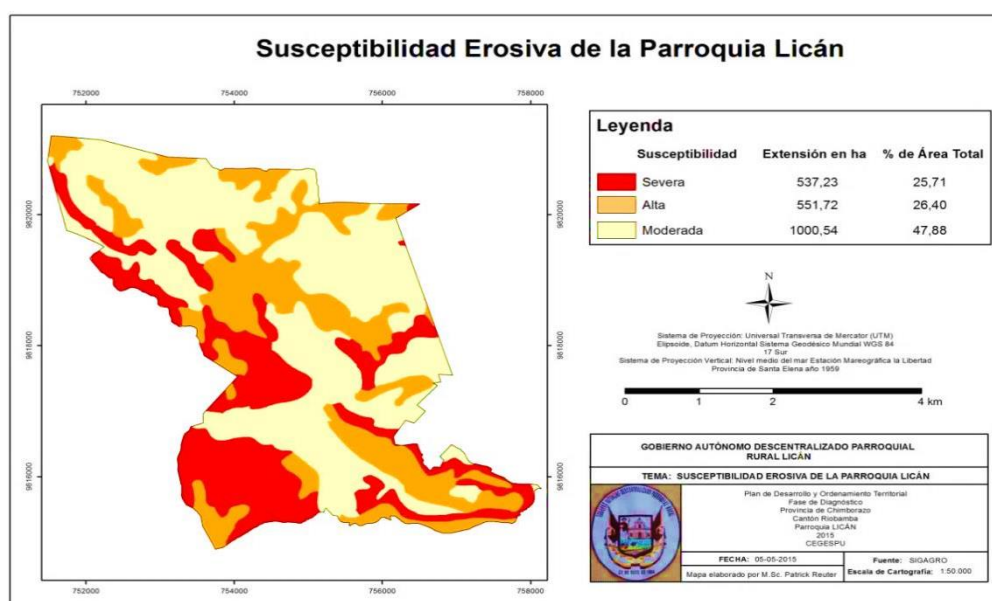 Susceptibilidad Erosiva de la Parroquia Licán
752000 754000 756000 758000
9820000 9820000
9818000 9818000
9816000 9816000
752000 754000 756000 758000
Leyenda
Susceptibilidad Extensión en ha % de Área Total
Severa 537,23 25,71
Alta 551,72 26,40
Moderada 1000,54 47,88
N
Sistema de Proyección: Universal Transversa de Mercator (UTM)
Elipsoide, Datum Horizontal Sistema Geodésico Mundial WGS 84
17 Sur
Sistema de Proyección Vertical: Nivel medio del mar Estación Mareográfica la Libertad
Provincia de Santa Elena año 1959
0 1 2 4 km
GOBIERNO AUTÓNOMO DESCENTRALIZADO PARROQUIAL
RURAL LICÁN
TEMA: SUSCEPTIBILIDAD EROSIVA DE LA PARROQUIA LICÁN
Plan de Desarrollo y Ordenamiento Territorial
Fase de Diagnóstico
Provincia de Chimborazo
Cantón Riobamba
Parroquia LICÁN
2015
CEGESPU
FECHA: 05-05-2015 Fuente: SIGAGRO
Mapa elaborado por M.Sc. Patrick Reuter Escala de Cartografía: 1:50.000